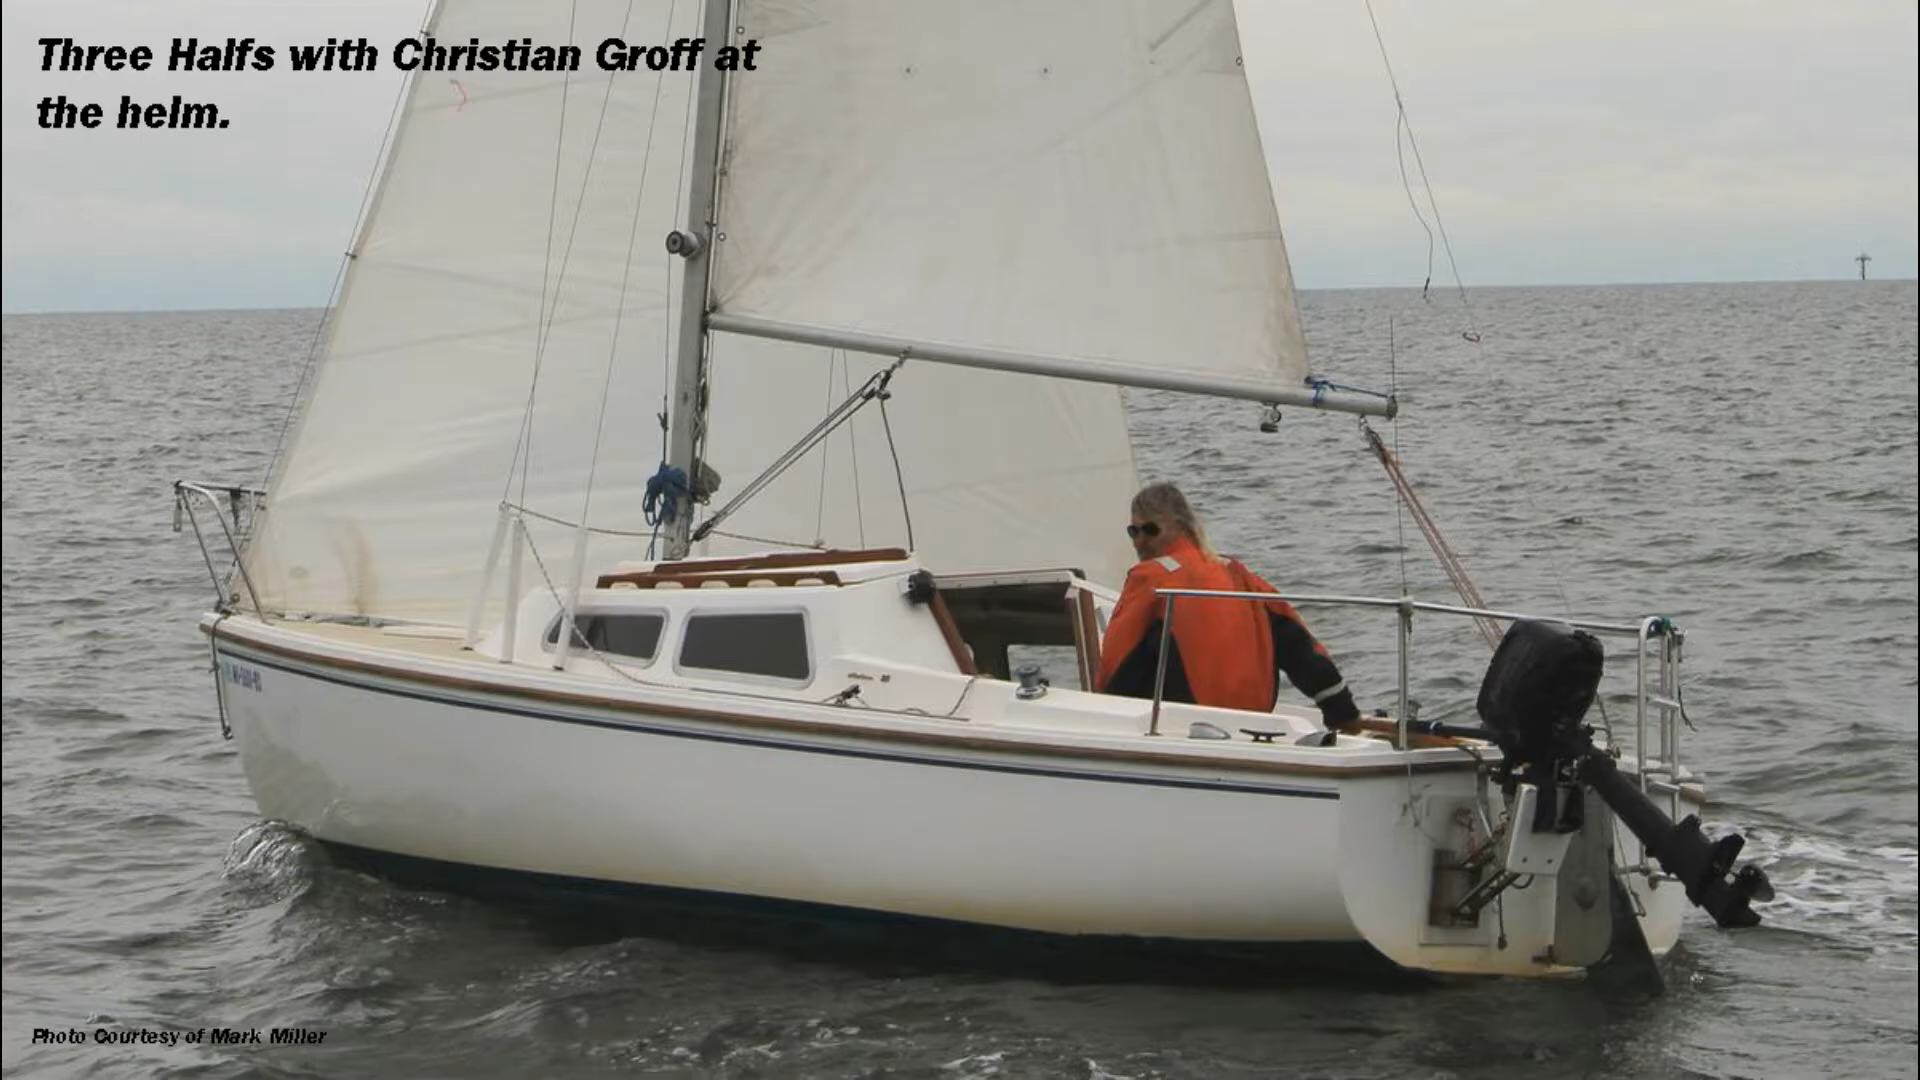 Three Halfs with Christian Groff at
the helm.
Photo Courtesy of Mark Miller